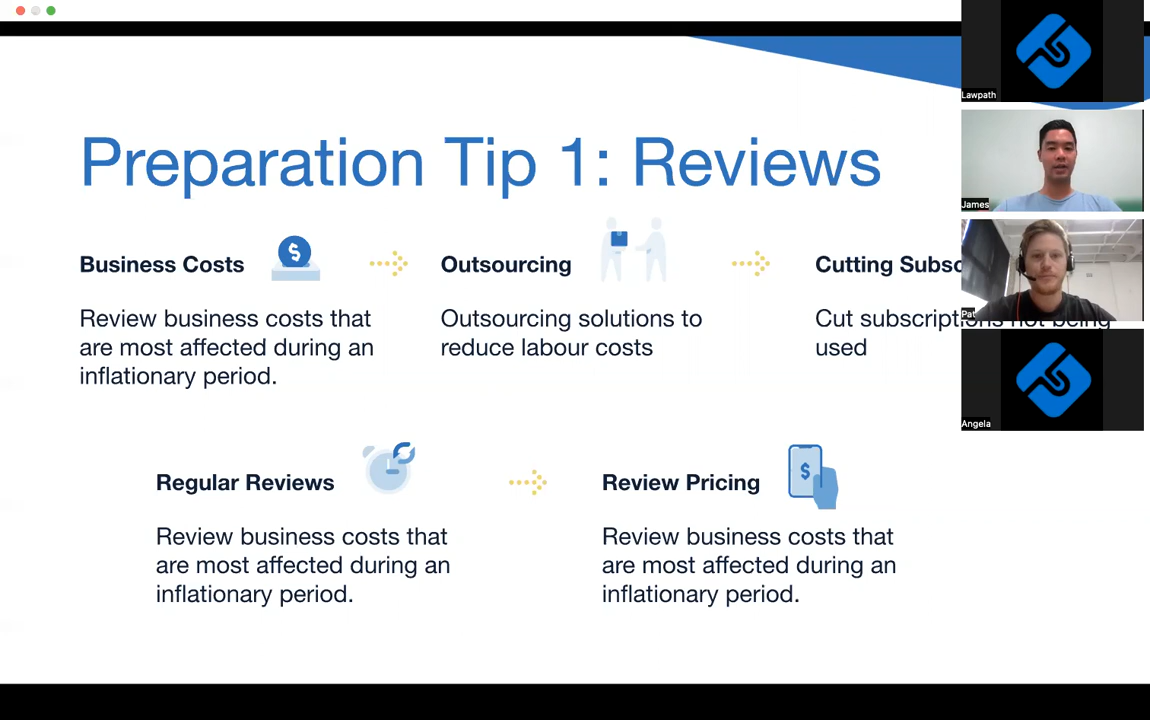 Preparation Tip 1: Reviews
Business Costs
Review business costs that
are most affected during an
inflationary period.
Outsourcing
Outsourcing solutions to
reduce labour costs
Cutting
Cut
being
used
Regular Reviews
Review business costs that
are most affected during an
inflationary period.
Review Pricing
Review business costs that
are most affected during an
inflationary period.
Lawpath
James
Pat
Angela